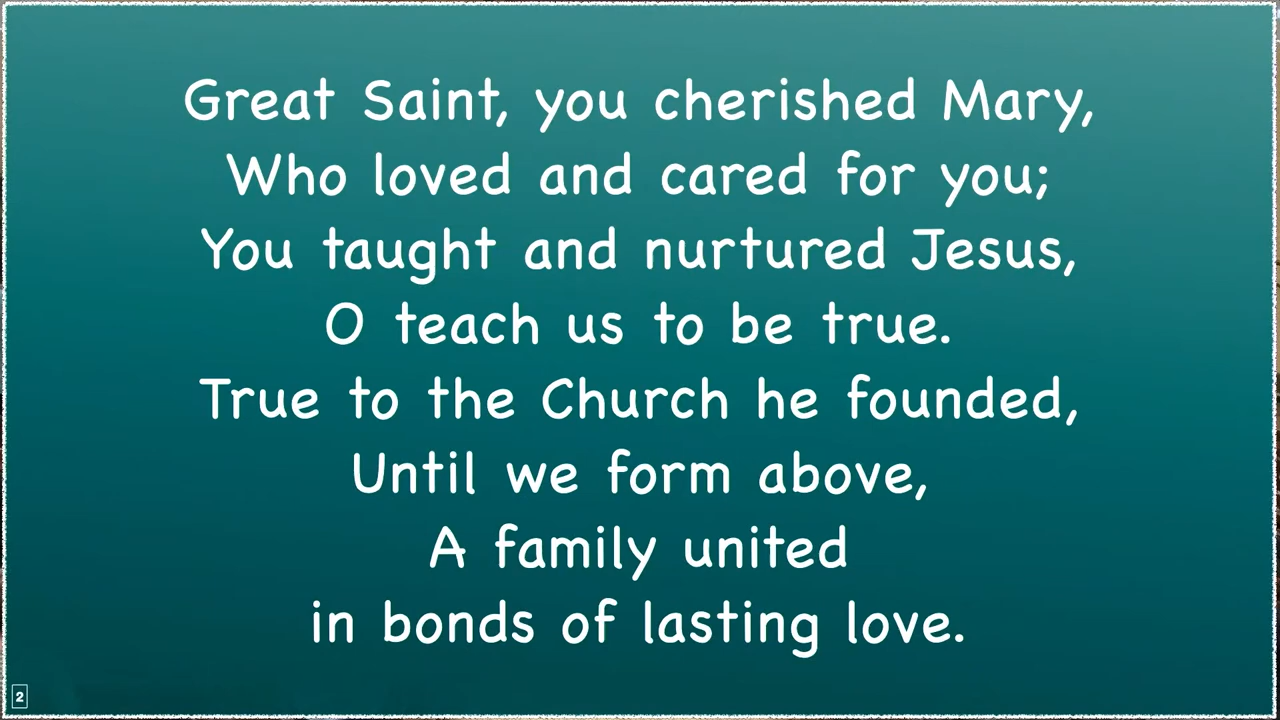 Great Saint, you cherished Mary,
Who loved and cared for you;
You taught and nurtured Jesus,
O teach us to be true.
True to the Church he founded,
Until we form above,
A family united
in bonds of lasting love.
2